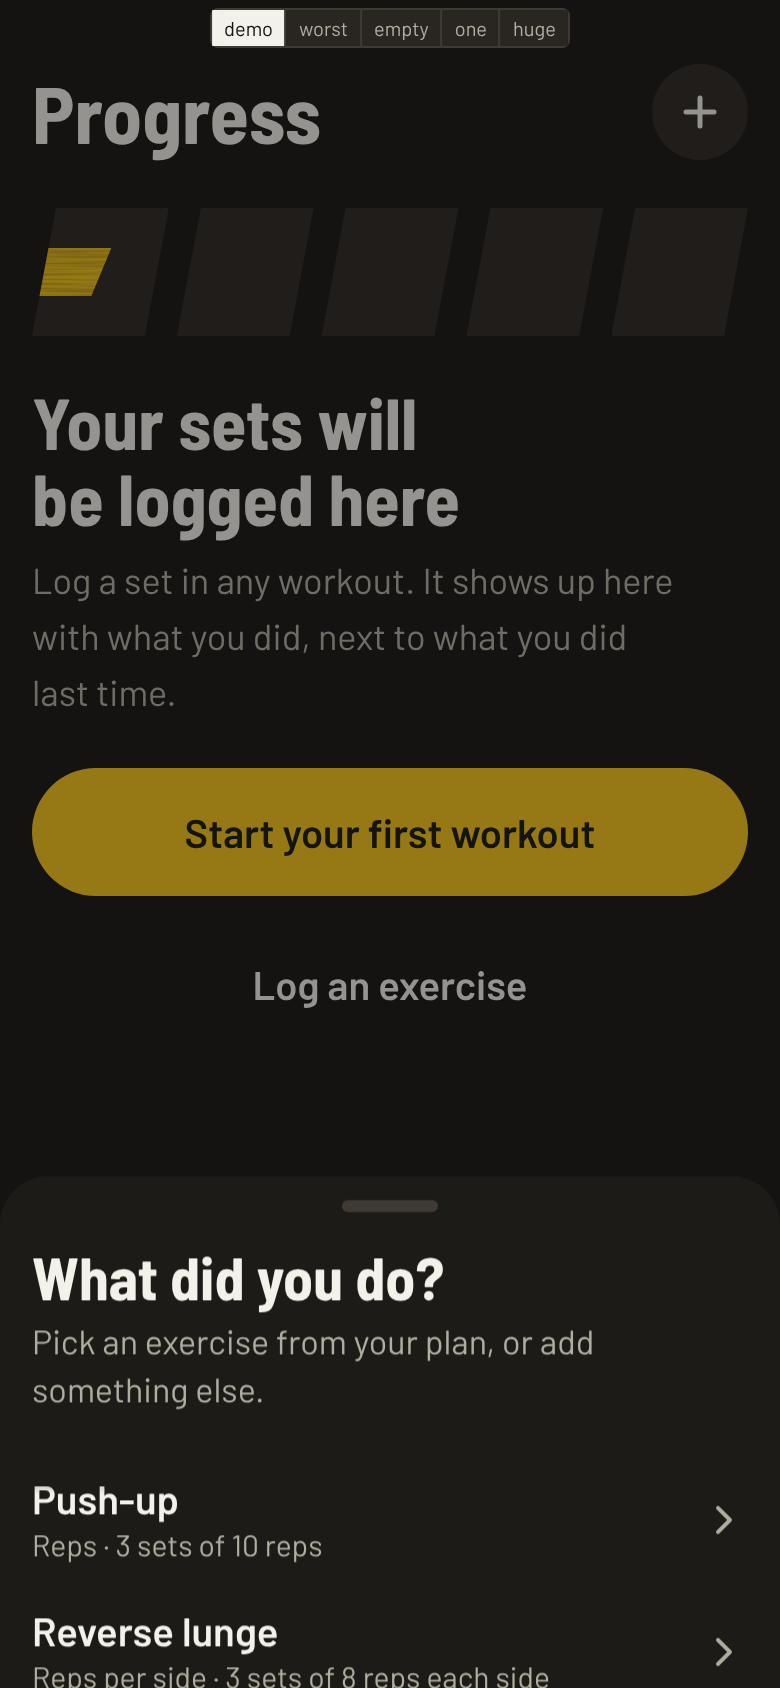 demo worst empty one huge
Progress
Your sets will
be logged here
Log a set in any workout. It shows up here
with what you did, next to what you did
last time.
Start your first workout
Log an exercise
What did you do?
Pick an exercise from your plan, or add
something else.
Push-up
Reps · 3 sets of 10 reps
Reverse lunge
Reps per side · 3 sets of 8 reps each side